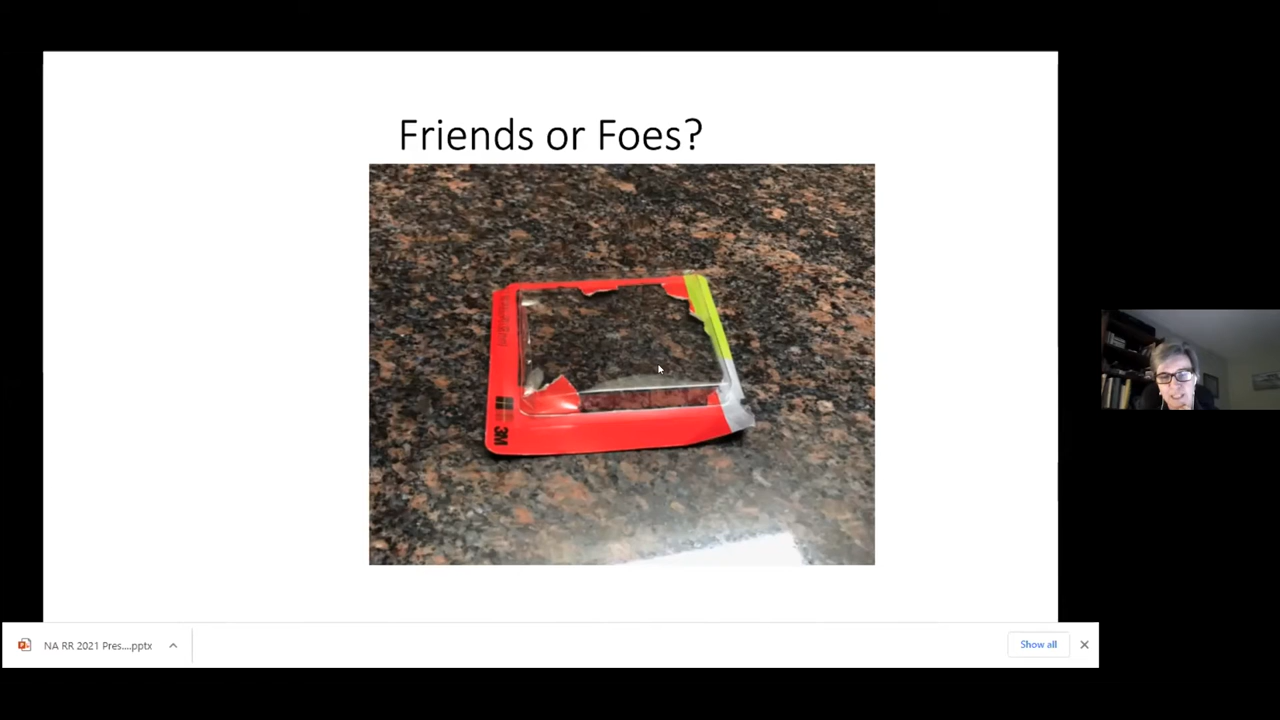 Friends or Foes?
3M
NA RR 2021 Pres....pptx
Show all